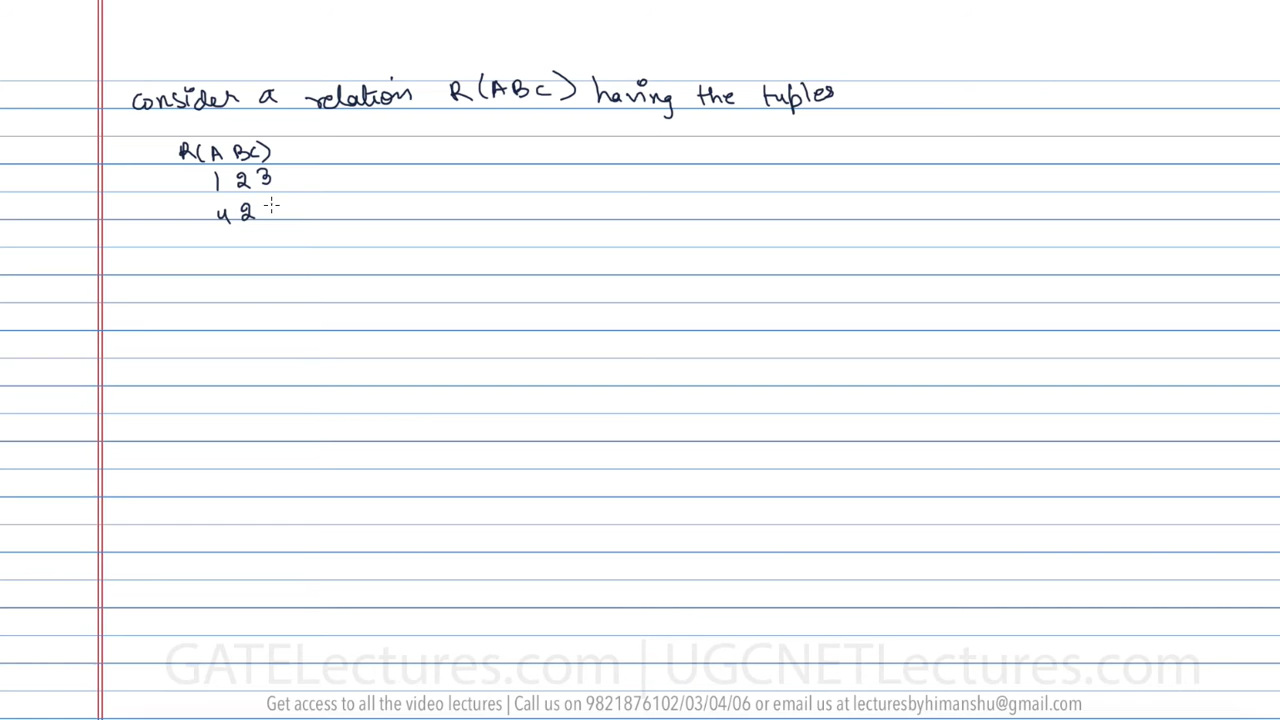 consider a relation R(ABC) having the tuples
R(A BC)
1 2 3
4 2
GATELectures.com | UGCNETLectures.com
Get access to all the video lectures | Call us on 9821876102/03/04/06 or email us at lecturesbyhimanshu@gmail.com